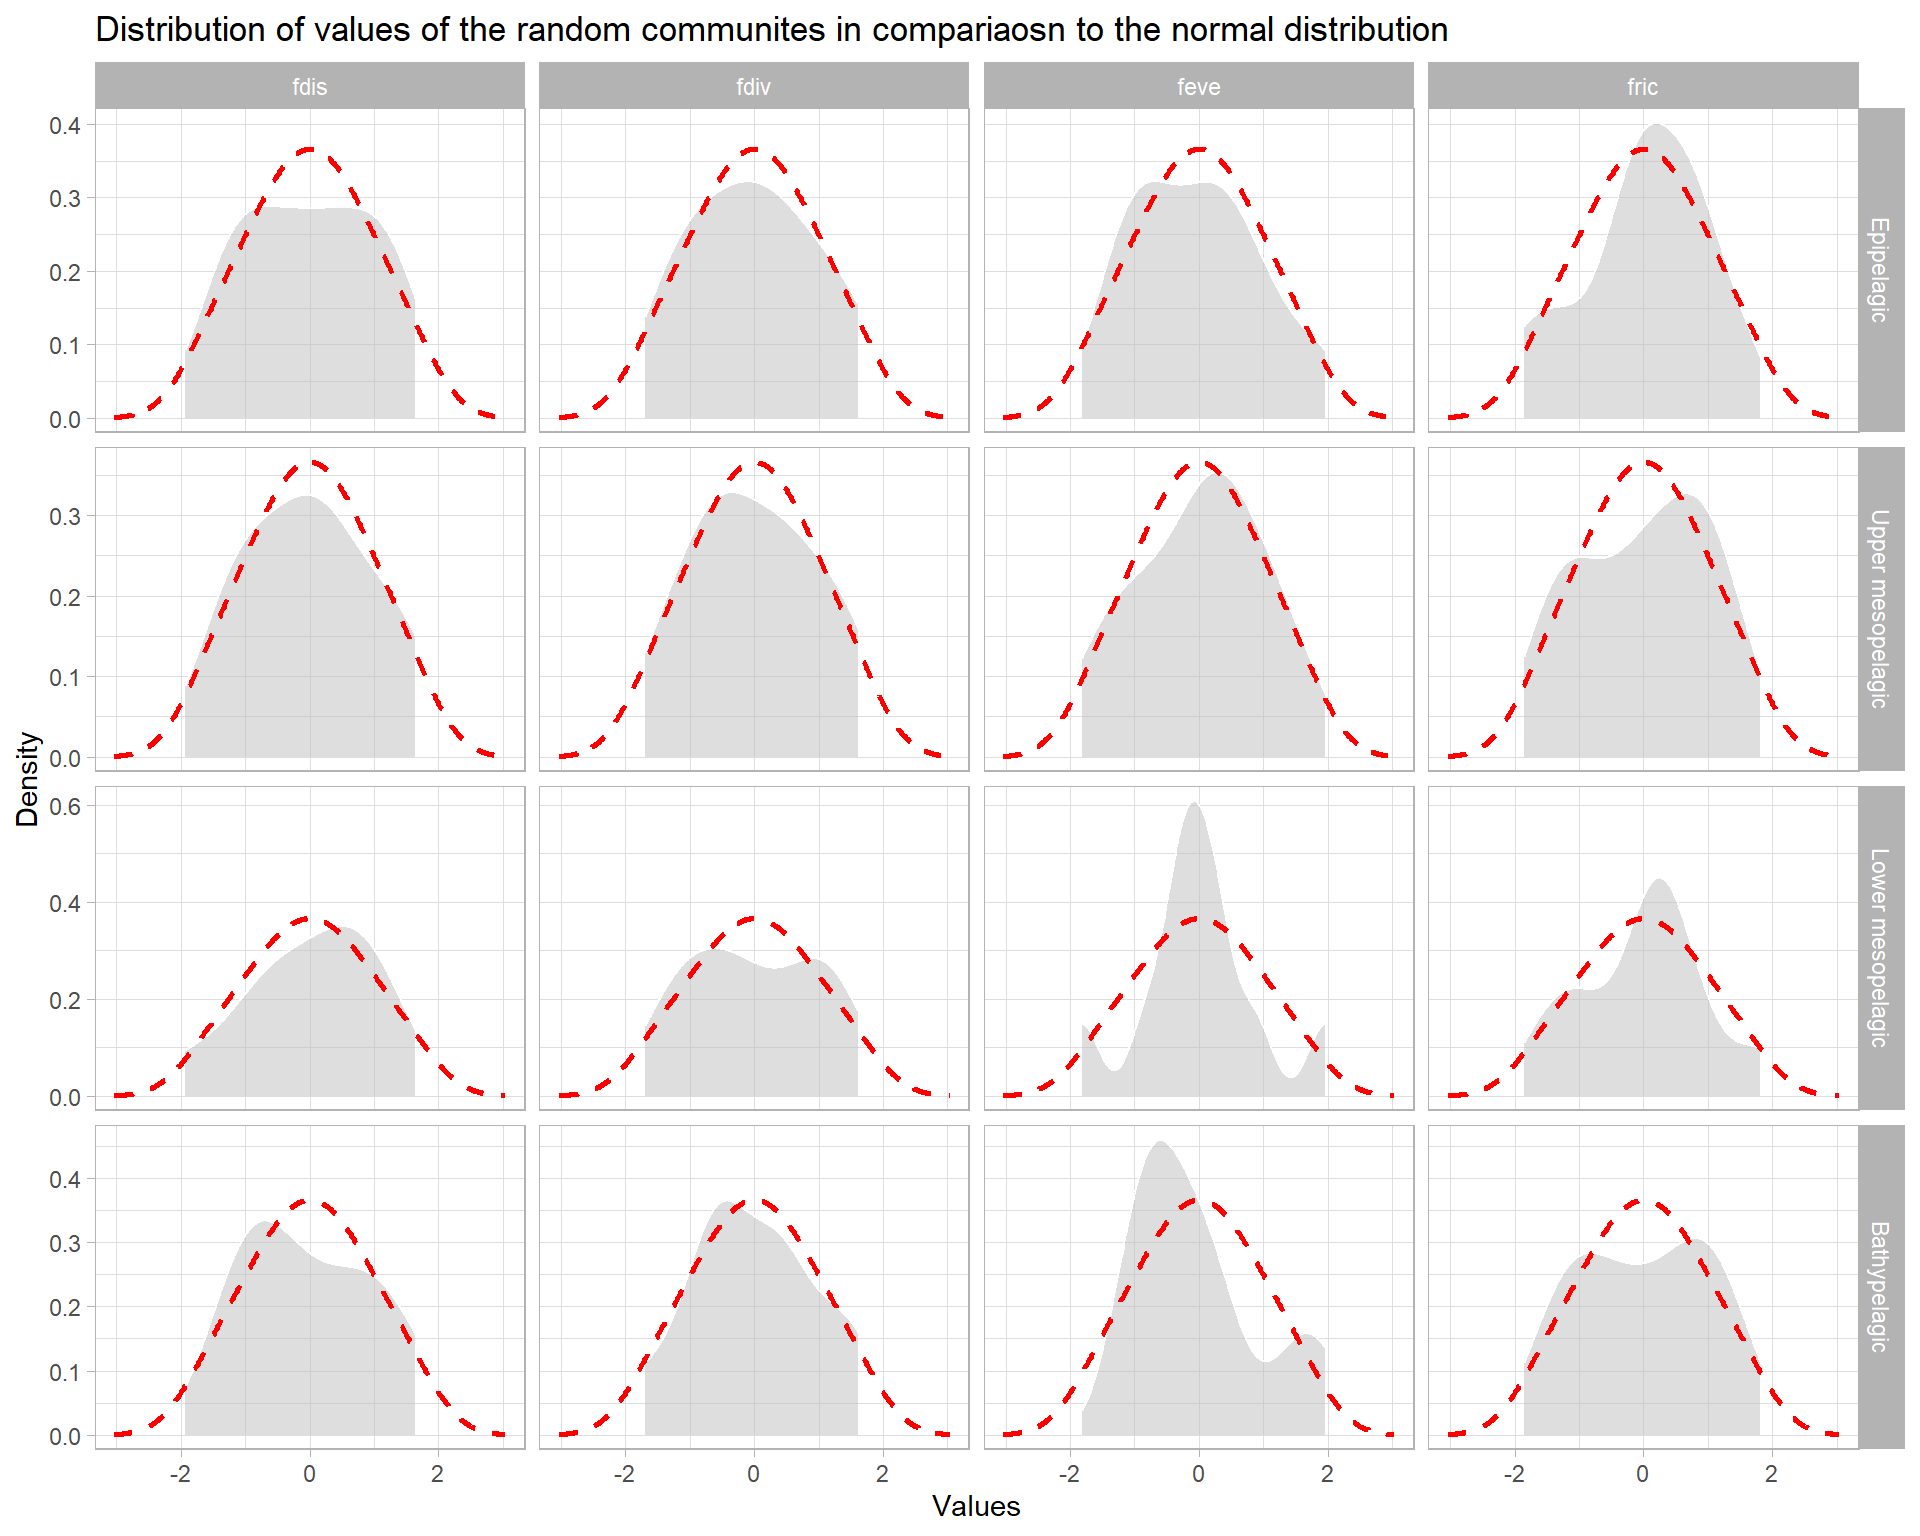 Distribution of values of the random communites in compariaosn to the normal distribution
fdis fdiv feve fric
0.4
0.3
0.2
0.1
0.0
Epipelagic
0.3
0.2
0.1
0.0
Upper mesopelagic
Density
0.6
0.4
0.2
0.0
Lower mesopelagic
0.4
0.3
0.2
0.1
0.0
Bathypelagic
-2 0 2 -2 0 2 -2 0 2 -2 0 2
Values